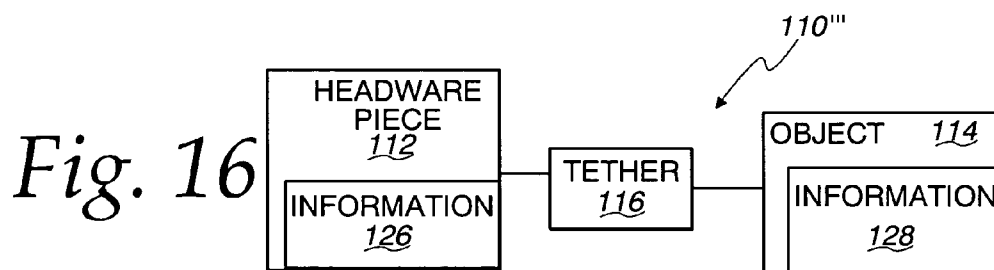 110'''
Fig. 16
HEADWARE
PIECE
112
INFORMATION
126
TETHER
116
OBJECT 114
INFORMATION
128